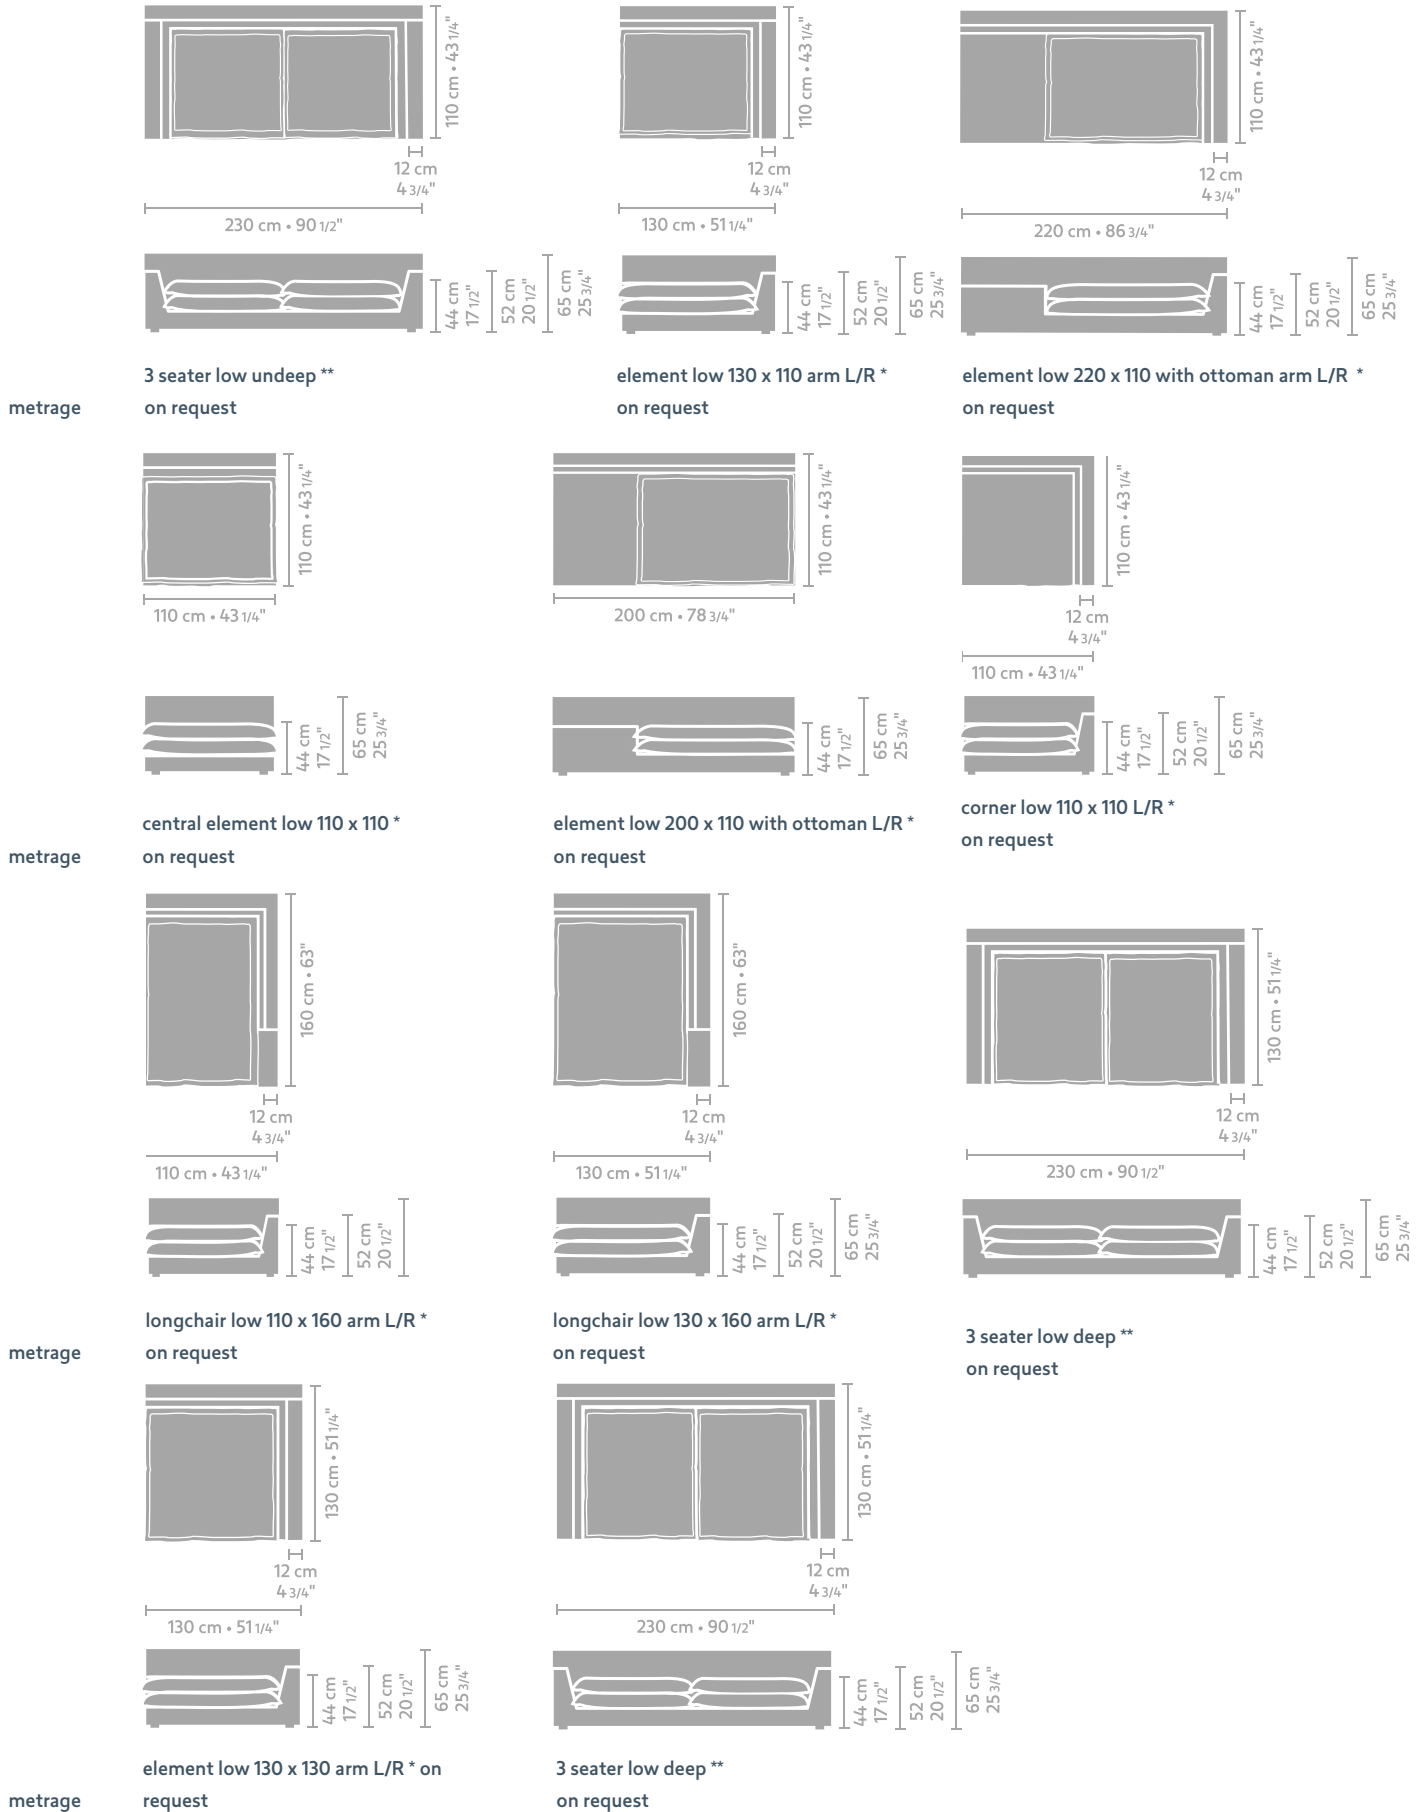 110 cm • 43 1/4"
12 cm
4 3/4"
230 cm • 90 1/2"
44 cm
17 1/2"
52 cm
20 1/2"
65 cm
25 3/4"
3 seater low undeep **
on request
110 cm • 43 1/4"
12 cm
4 3/4"
130 cm • 51 1/4"
44 cm
17 1/2"
52 cm
20 1/2"
65 cm
25 3/4"
element low 130 x 110 arm L/R *
on request
110 cm • 43 1/4"
12 cm
4 3/4"
220 cm • 86 3/4"
44 cm
17 1/2"
52 cm
20 1/2"
65 cm
25 3/4"
element low 220 x 110 with ottoman arm L/R *
on request
metrage
110 cm • 43 1/4"
110 cm • 43 1/4"
44 cm
17 1/2"
65 cm
25 3/4"
central element low 110 x 110 *
on request
110 cm • 43 1/4"
200 cm • 78 3/4"
44 cm
17 1/2"
65 cm
25 3/4"
element low 200 x 110 with ottoman L/R *
on request
110 cm • 43 1/4"
12 cm
4 3/4"
110 cm • 43 1/4"
44 cm
17 1/2"
52 cm
20 1/2"
65 cm
25 3/4"
corner low 110 x 110 L/R *
on request
metrage
160 cm • 63"
12 cm
4 3/4"
110 cm • 43 1/4"
44 cm
17 1/2"
52 cm
20 1/2"
longchair low 110 x 160 arm L/R *
on request
160 cm • 63"
12 cm
4 3/4"
130 cm • 51 1/4"
44 cm
17 1/2"
52 cm
20 1/2"
65 cm
25 3/4"
longchair low 130 x 160 arm L/R *
on request
130 cm • 51 1/4"
12 cm
4 3/4"
230 cm • 90 1/2"
44 cm
17 1/2"
52 cm
20 1/2"
65 cm
25 3/4"
3 seater low deep **
on request
metrage
130 cm • 51 1/4"
12 cm
4 3/4"
130 cm • 51 1/4"
44 cm
17 1/2"
52 cm
20 1/2"
65 cm
25 3/4"
element low 130 x 130 arm L/R * on
request
130 cm • 51 1/4"
12 cm
4 3/4"
230 cm • 90 1/2"
44 cm
17 1/2"
52 cm
20 1/2"
65 cm
25 3/4"
3 seater low deep **
on request
metrage